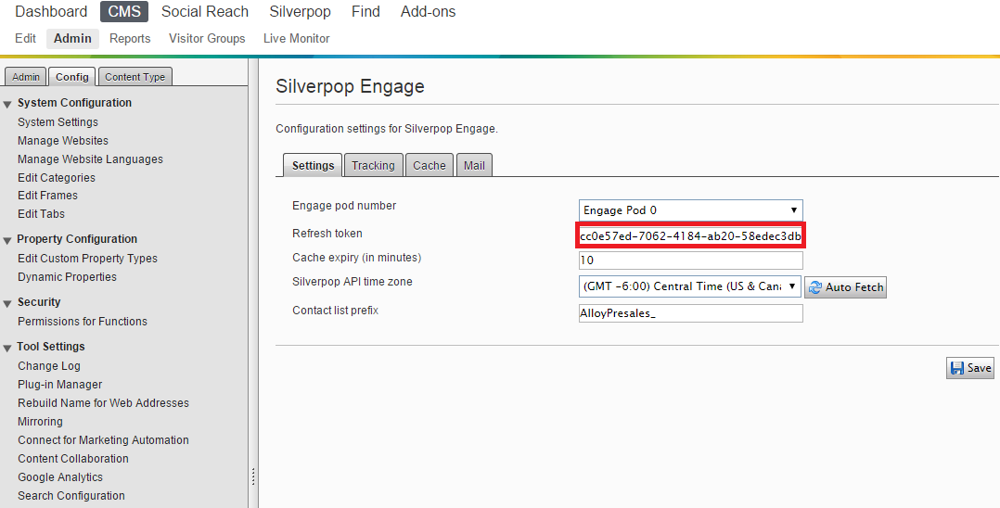 Dashboard CMS Social Reach Silverpop Find Add-ons
Edit Admin Reports Visitor Groups Live Monitor
Admin Config Content Type
System Configuration
System Settings
Manage Websites
Manage Website Languages
Edit Categories
Edit Frames
Edit Tabs
Property Configuration
Edit Custom Property Types
Dynamic Properties
Security
Permissions for Functions
Tool Settings
Change Log
Plug-in Manager
Rebuild Name for Web Addresses
Mirroring
Connect for Marketing Automation
Content Collaboration
Google Analytics
Search Configuration
Silverpop Engage
Configuration settings for Silverpop Engage.
Settings Tracking Cache Mail
Engage pod number Engage Pod 0
Refresh token cc0e57ed-7062-4184-ab20-58edec3db
Cache expiry (in minutes) 10
Silverpop API time zone (GMT -6:00) Central Time (US & Cana Auto Fetch
Contact list prefix AlloyPresales_
Save